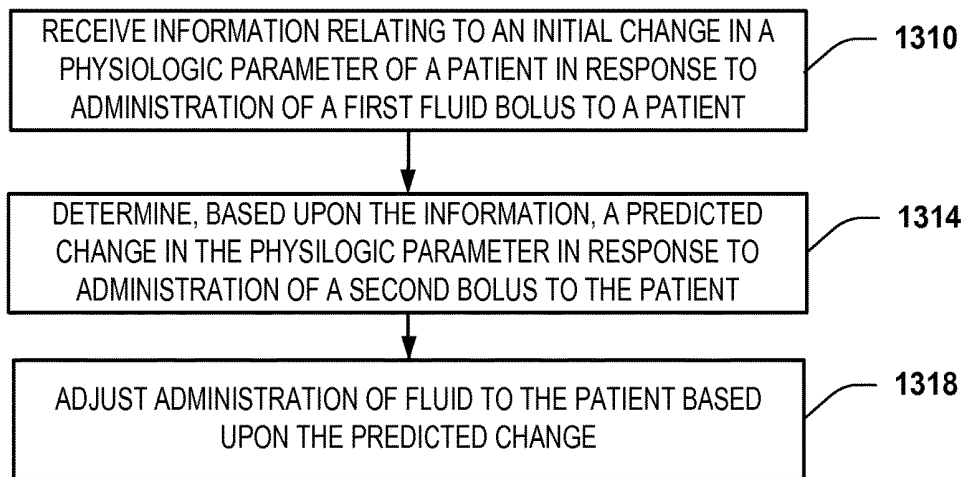 RECEIVE INFORMATION RELATING TO AN INITIAL CHANGE IN A
PHYSIOLOGIC PARAMETER OF A PATIENT IN RESPONSE TO
ADMINISTRATION OF A FIRST FLUID BOLUS TO A PATIENT
1310
DETERMINE, BASED UPON THE INFORMATION, A PREDICTED
CHANGE IN THE PHYSILOGIC PARAMETER IN RESPONSE TO
ADMINISTRATION OF A SECOND BOLUS TO THE PATIENT
1314
ADJUST ADMINISTRATION OF FLUID TO THE PATIENT BASED
UPON THE PREDICTED CHANGE
1318